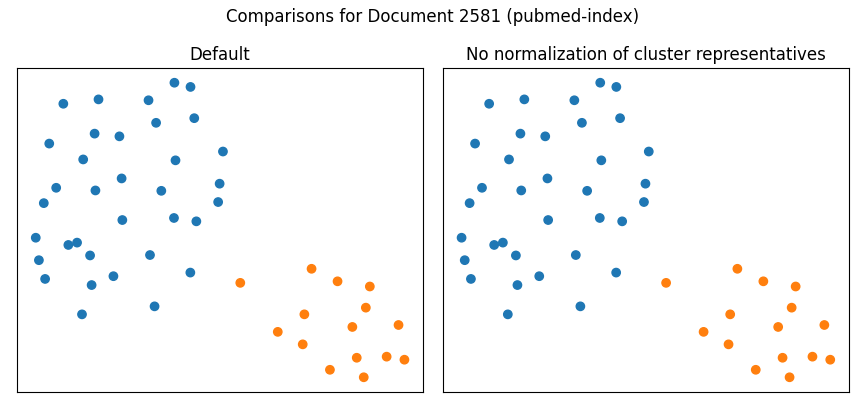 Comparisons for Document 2581 (pubmed-index)
Default
No normalization of cluster representatives